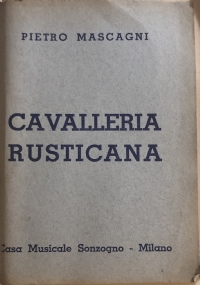 PIETRO MASCAGNI
CAVALLERIA
RUSTICANA
Casa Musicale Sonzogno - Milano